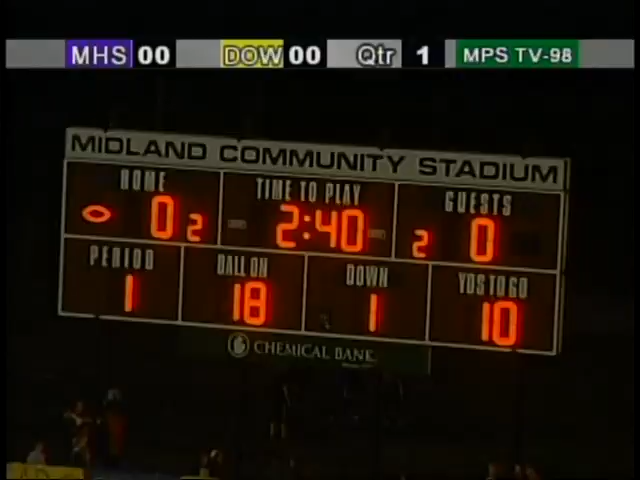 MHS 00 DOW 00 Qtr 1 MPS TV-98
MIDLAND COMMUNITY STADIUM
HOME TIME TO PLAY GUESTS
0 2 2:40 2 0
PERIOD BALL ON DOWN YDS TO GO
1 18 1 10
CHEMICAL BANK